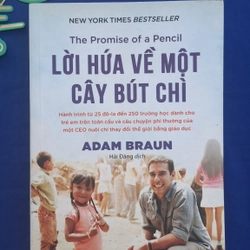 NEW YORK TIMES BESTSELLER
The Promise of a Pencil
LỜI HỨA VỀ MỘT
CÂY BÚT CHÌ
Hành trình từ 25 đô-la đến 250 trường học dành cho
trẻ em trên toàn cầu và câu chuyện phi thường của
một CEO nuôi chí thay đổi thế giới bằng giáo dục
ADAM BRAUN
Hải Đăng dịch